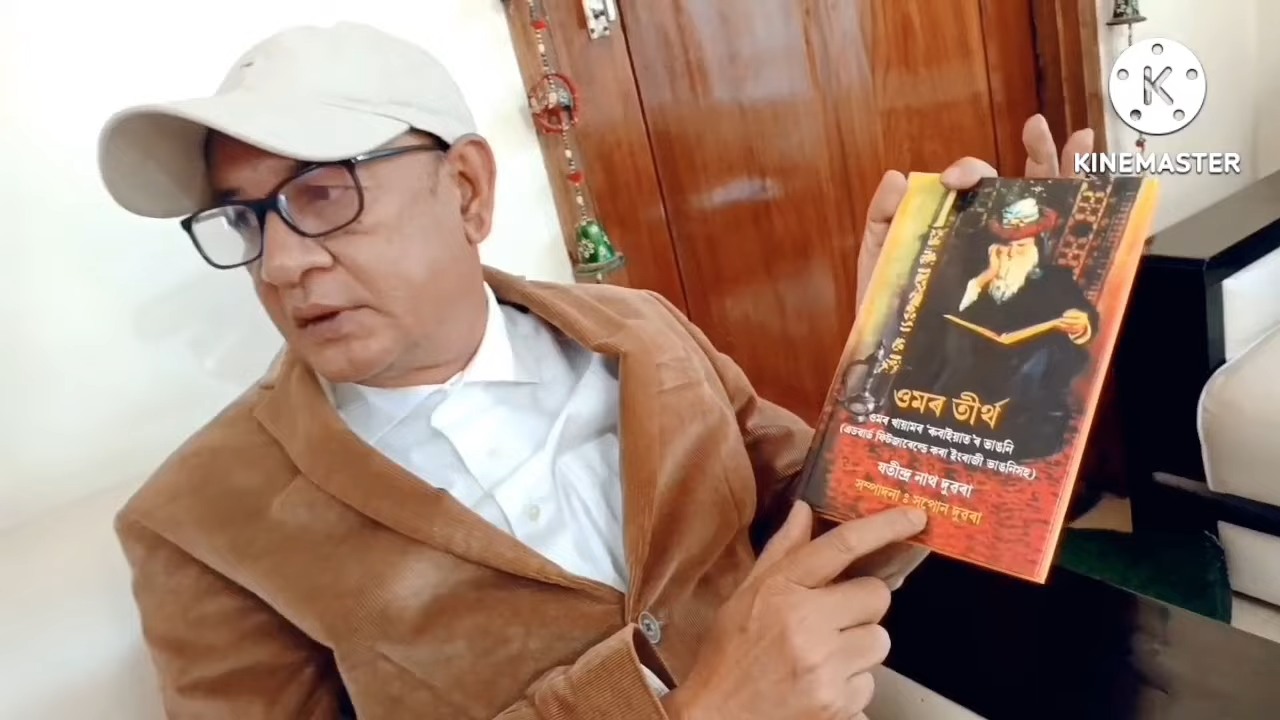 K
KINEMASTER
ওমৰ তীৰ্থ
ওমৰ খায়ামৰ 'ৰুবাইয়াত'ৰ ভাঙনি
(এডৱাৰ্ড ফিটজাৰেল্ডে কৰা ইংৰাজী ভাঙনিসহ)
যতীন্দ্ৰ নাথ দুৱৰা
সম্পাদনা : সপোন দুৱৰা